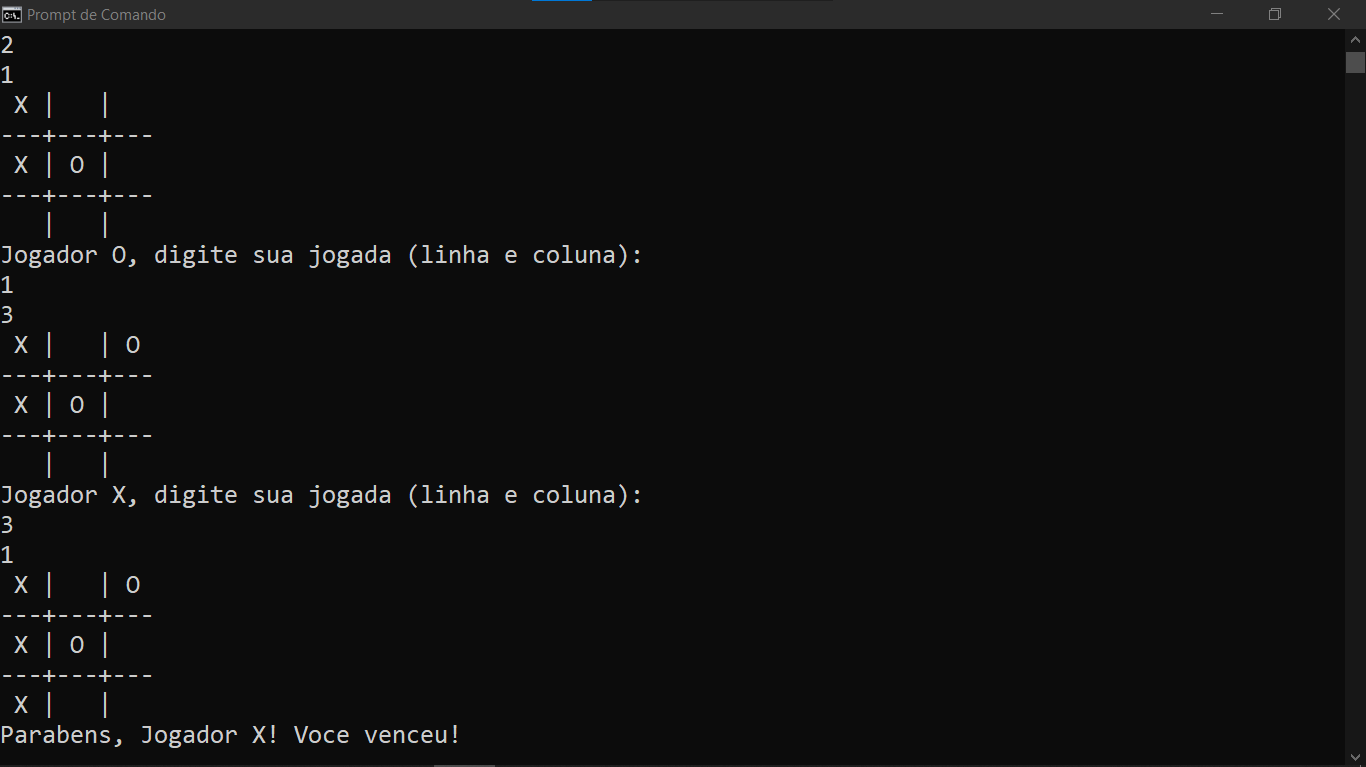 Prompt de Comando
2
1
 X |   |
---+---+---
 X | O |
---+---+---
   |   |
Jogador O, digite sua jogada (linha e coluna):
1
3
 X |   | O
---+---+---
 X | O |
---+---+---
   |   |
Jogador X, digite sua jogada (linha e coluna):
3
1
 X |   | O
---+---+---
 X | O |
---+---+---
 X |   |
Parabens, Jogador X! Voce venceu!